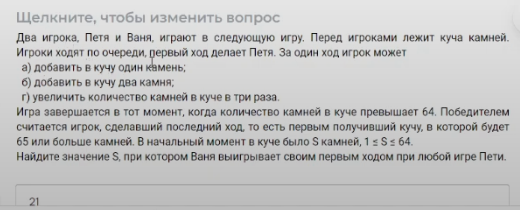 Щелкните, чтобы изменить вопрос
Два игрока, Петя и Ваня, играют в следующую игру. Перед игроками лежит куча камней.
Игроки ходят по очереди, первый ход делает Петя. За один ход игрок может
а) добавить в кучу один камень;
б) добавить в кучу два камня;
г) увеличить количество камней в куче в три раза.
Игра завершается в тот момент, когда количество камней в куче превышает 64. Победителем
считается игрок, сделавший последний ход, то есть первым получивший кучу, в которой будет
65 или больше камней. В начальный момент в куче было S камней, 1 ≤ S ≤ 64.
Найдите значение S, при котором Ваня выигрывает своим первым ходом при любой игре Пети.
21